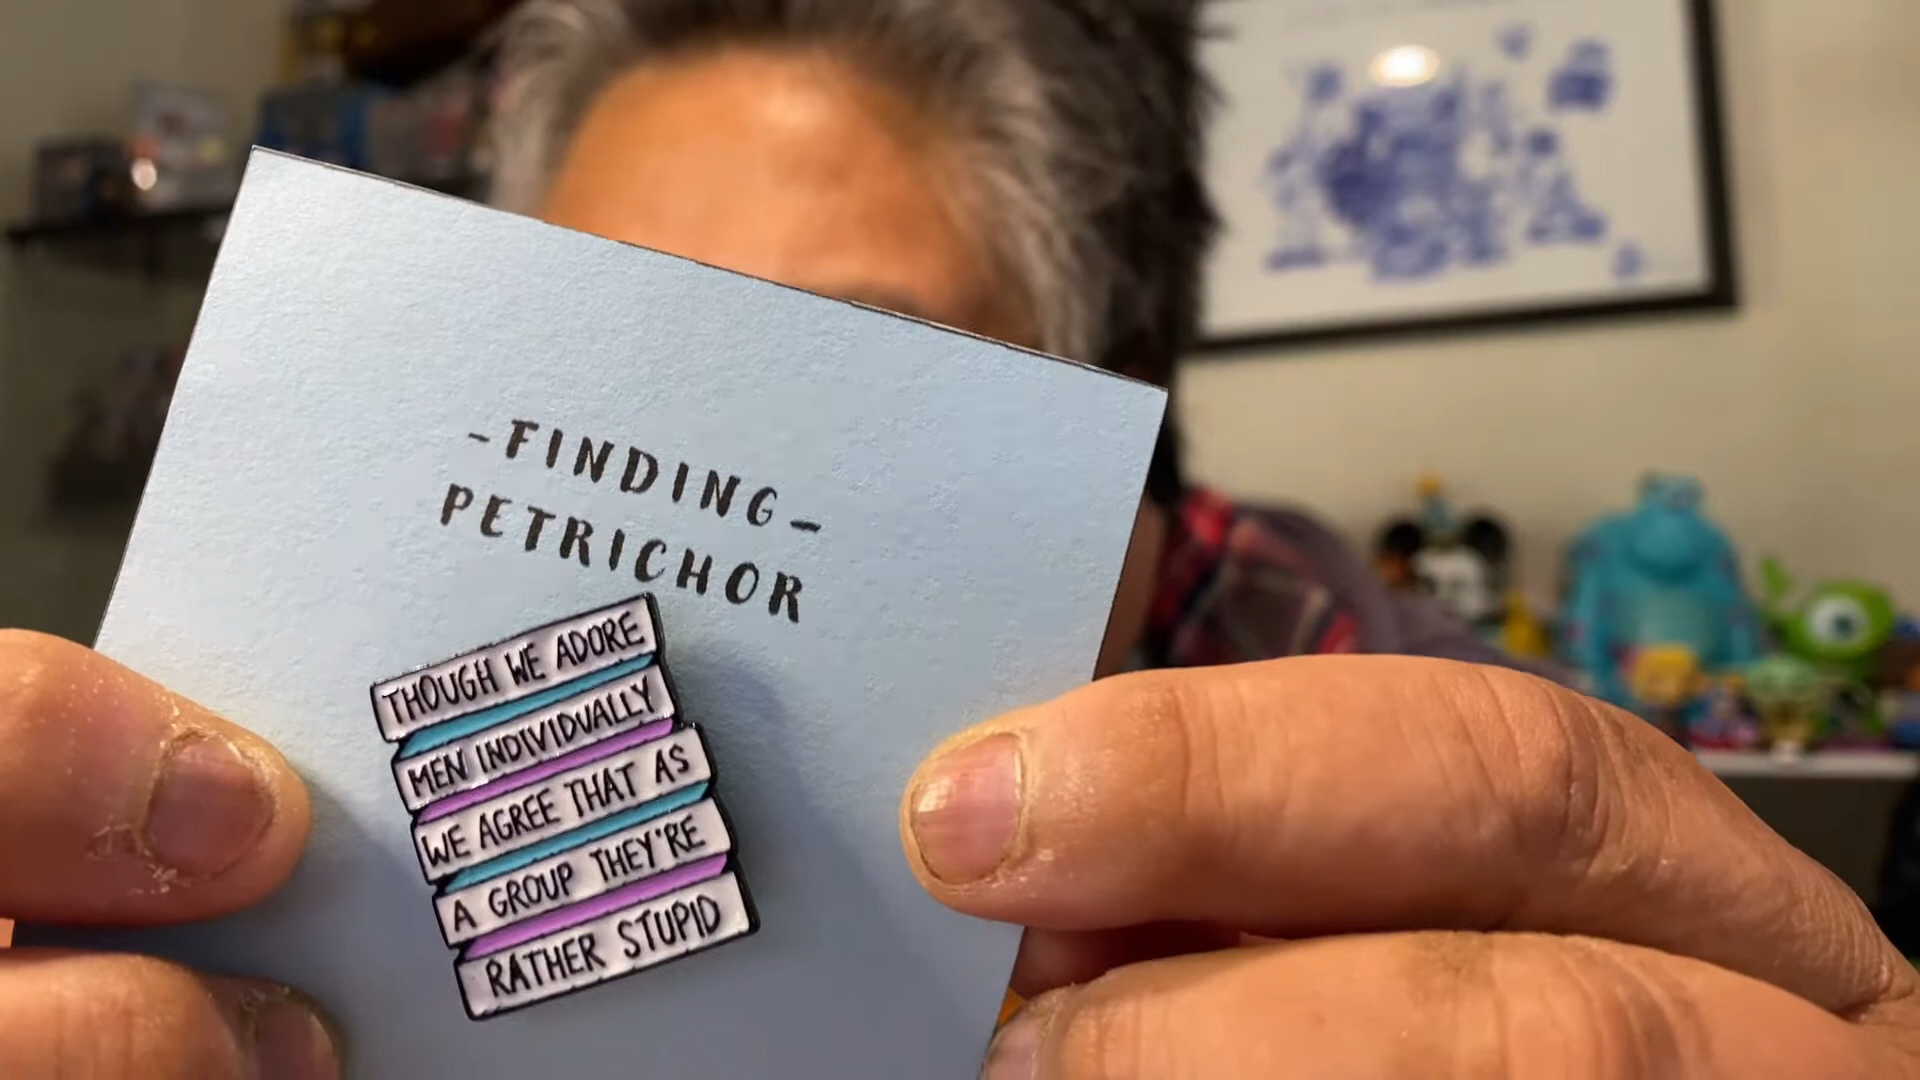 -FINDING-
PETRICHOR
THOUGH WE ADORE
MEN INDIVIDUALLY
WE AGREE THAT AS
A GROUP THEY'RE
RATHER STUPID